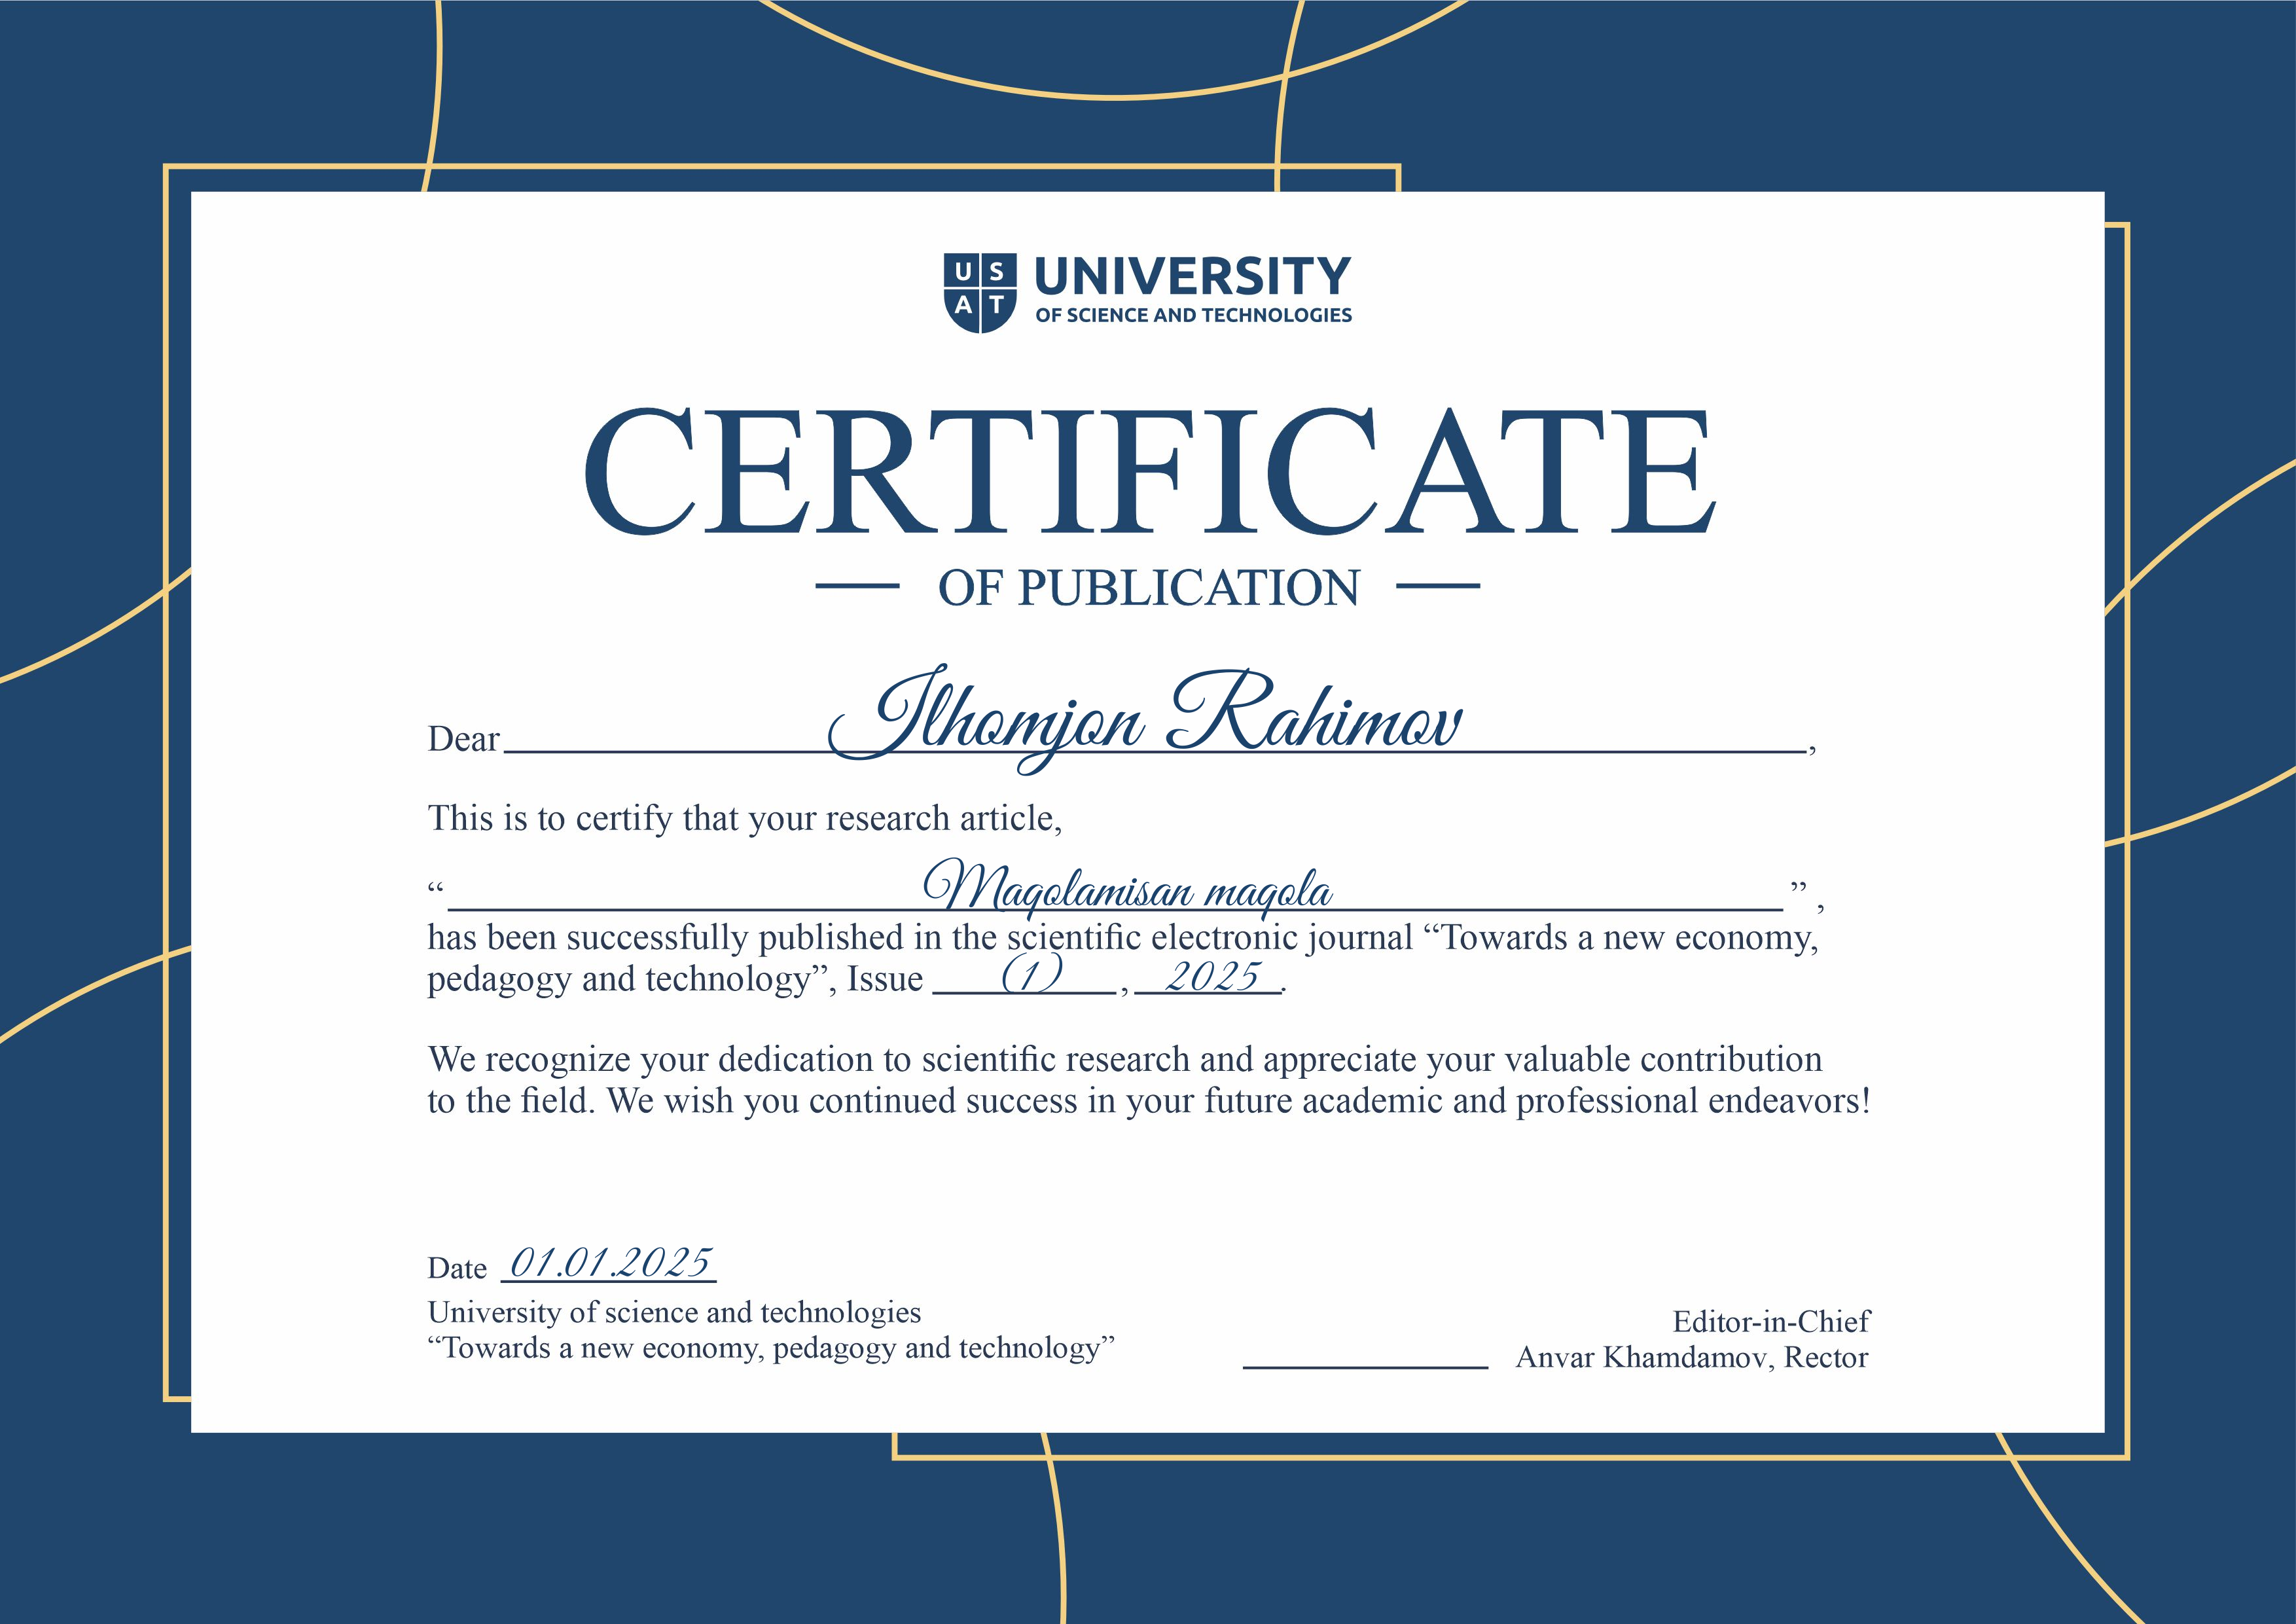 US
AT
UNIVERSITY
OF SCIENCE AND TECHNOLOGIES
CERTIFICATE
OF PUBLICATION
Dear Ilhomjon Rahimov,
This is to certify that your research article,
“ Maqolamisan maqola ” ,
has been successfully published in the scientific electronic journal “Towards a new economy,
pedagogy and technology”, Issue (1) , 2025.
We recognize your dedication to scientific research and appreciate your valuable contribution
to the field. We wish you continued success in your future academic and professional endeavors!
Date 01.01.2025
University of science and technologies
“Towards a new economy, pedagogy and technology”
Editor-in-Chief
Anvar Khamdamov, Rector